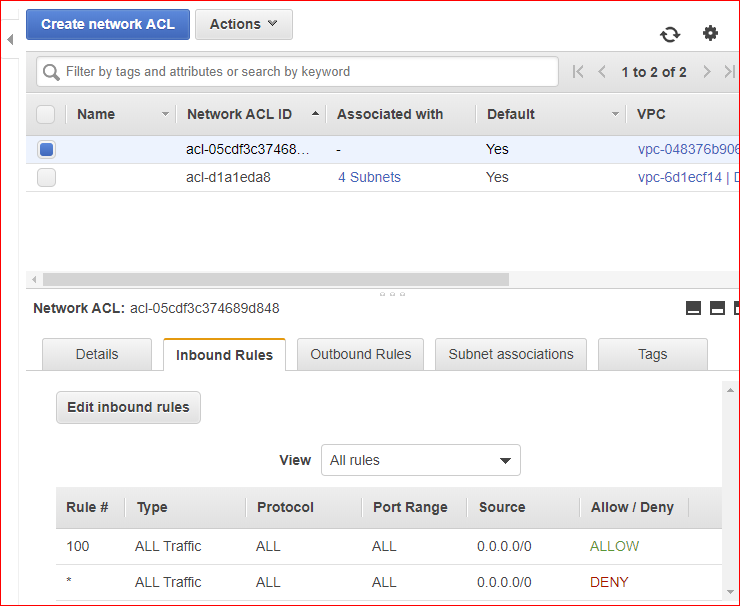 Create network ACL Actions
Filter by tags and attributes or search by keyword 1 to 2 of 2
Name Network ACL ID Associated with Default VPC
acl-05cdf3c37468... - Yes vpc-048376b906
acl-d1a1eda8 4 Subnets Yes vpc-6d1ecf14 | D
Network ACL: acl-05cdf3c374689d848
Details Inbound Rules Outbound Rules Subnet associations Tags
Edit inbound rules
View All rules
Rule # Type Protocol Port Range Source Allow / Deny
100 ALL Traffic ALL ALL 0.0.0.0/0 ALLOW
* ALL Traffic ALL ALL 0.0.0.0/0 DENY